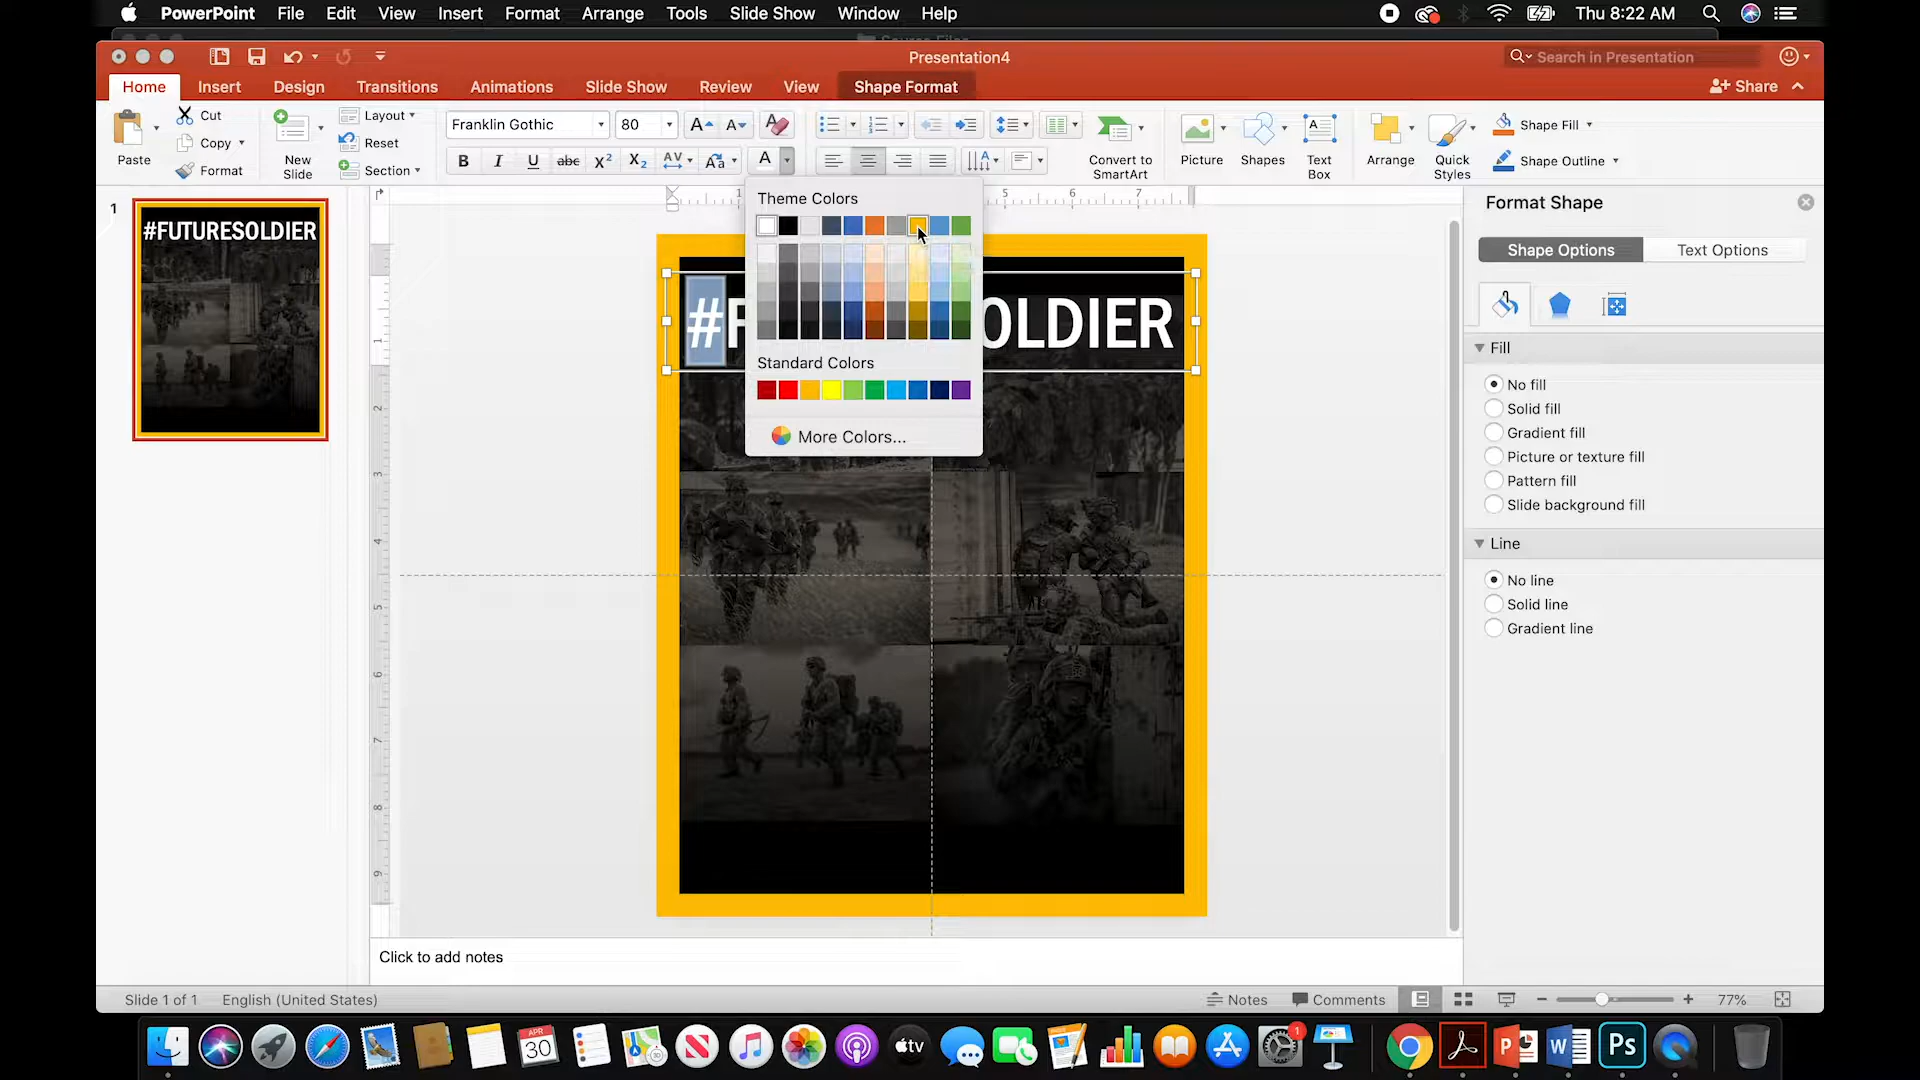 PowerPoint File Edit View Insert Format Arrange Tools Slide Show Window Help Thu 8:22 AM
Presentation4
Search in Presentation
Home Insert Design Transitions Animations Slide Show Review View Shape Format Share
Paste
Cut
Copy
Format
New Slide
Layout
Reset
Section
Franklin Gothic
80
Convert to SmartArt
Picture
Shapes
Text Box
Arrange
Quick Styles
Shape Fill
Shape Outline
1
#FUTURESOLDIER
Theme Colors
Standard Colors
More Colors...
#F
OLDIER
Format Shape
Shape Options
Text Options
Fill
No fill
Solid fill
Gradient fill
Picture or texture fill
Pattern fill
Slide background fill
Line
No line
Solid line
Gradient line
Click to add notes
Slide 1 of 1 English (United States) Notes Comments 77%
APR
30
tv
1
Ps